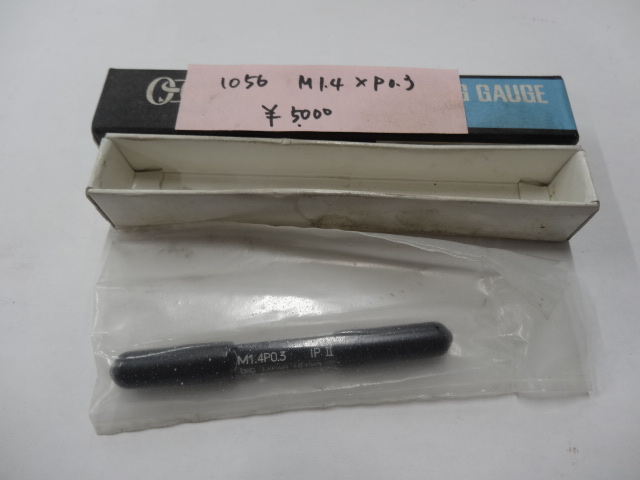 1056 M1.4 × P0.3
¥ 5000
GAUGE
M1.4P0.3 IP II